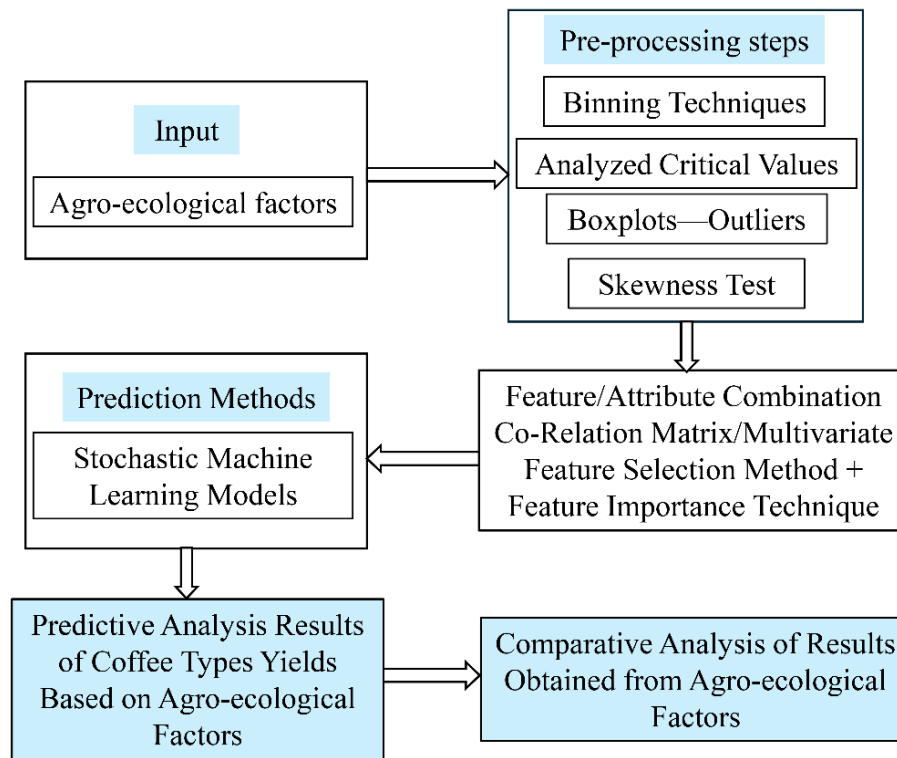 Input
Agro-ecological factors
Pre-processing steps
Binning Techniques
Analyzed Critical Values
Boxplots—Outliers
Skewness Test
Feature/Attribute Combination
Co-Relation Matrix/Multivariate
Feature Selection Method +
Feature Importance Technique
Prediction Methods
Stochastic Machine
Learning Models
Predictive Analysis Results
of Coffee Types Yields
Based on Agro-ecological
Factors
Comparative Analysis of Results
Obtained from Agro-ecological
Factors